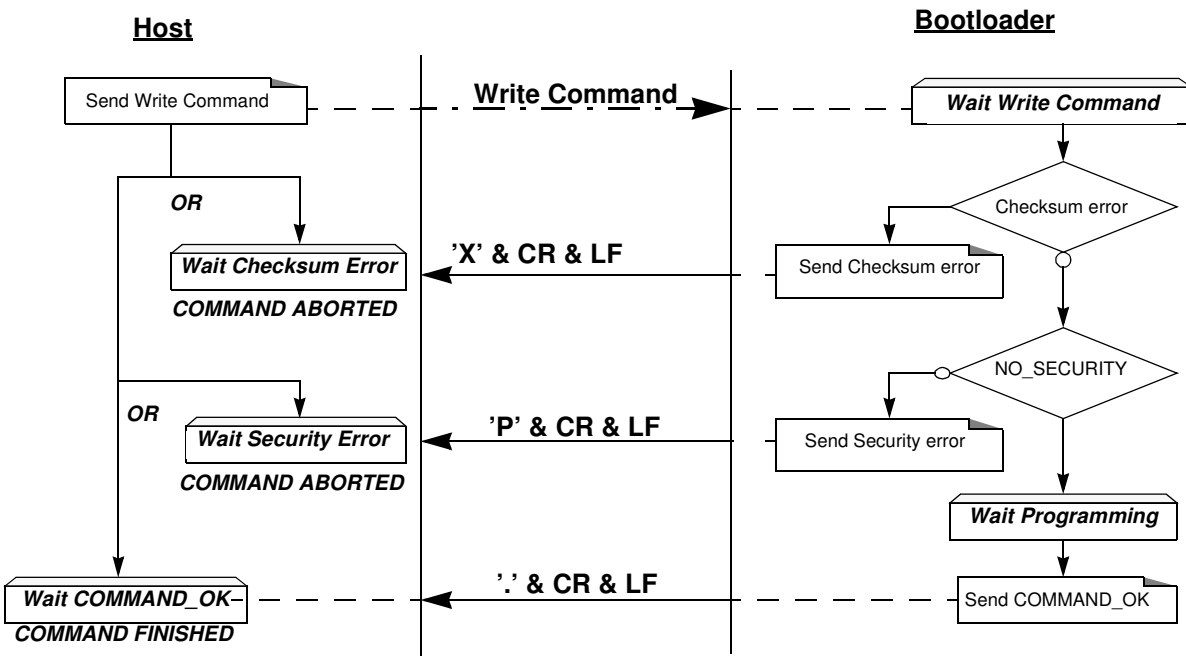 Host
Bootloader
Send Write Command
Write Command
Wait Write Command
OR
Checksum error
Wait Checksum Error
'X' & CR & LF
Send Checksum error
COMMAND ABORTED
NO_SECURITY
OR
Wait Security Error
'P' & CR & LF
Send Security error
COMMAND ABORTED
Wait Programming
Wait COMMAND_OK
'.' & CR & LF
Send COMMAND_OK
COMMAND FINISHED